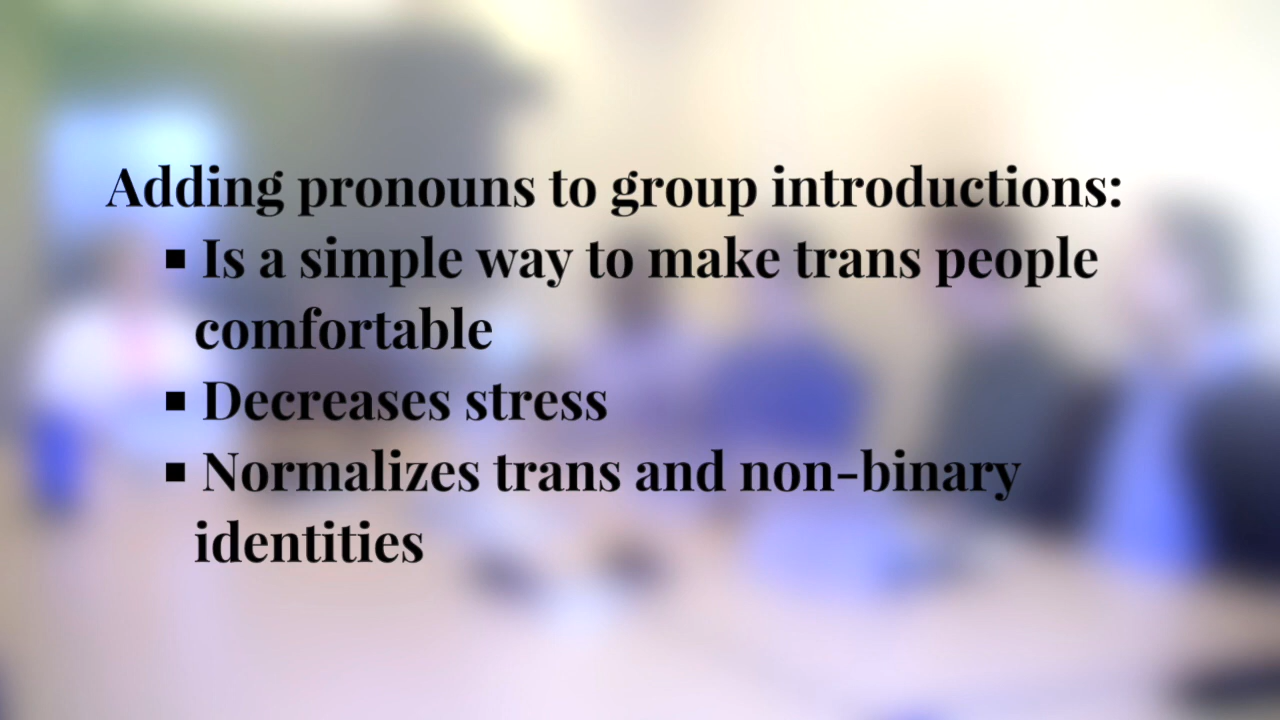 Adding pronouns to group introductions:
▪ Is a simple way to make trans people
comfortable
▪ Decreases stress
▪ Normalizes trans and non-binary
identities